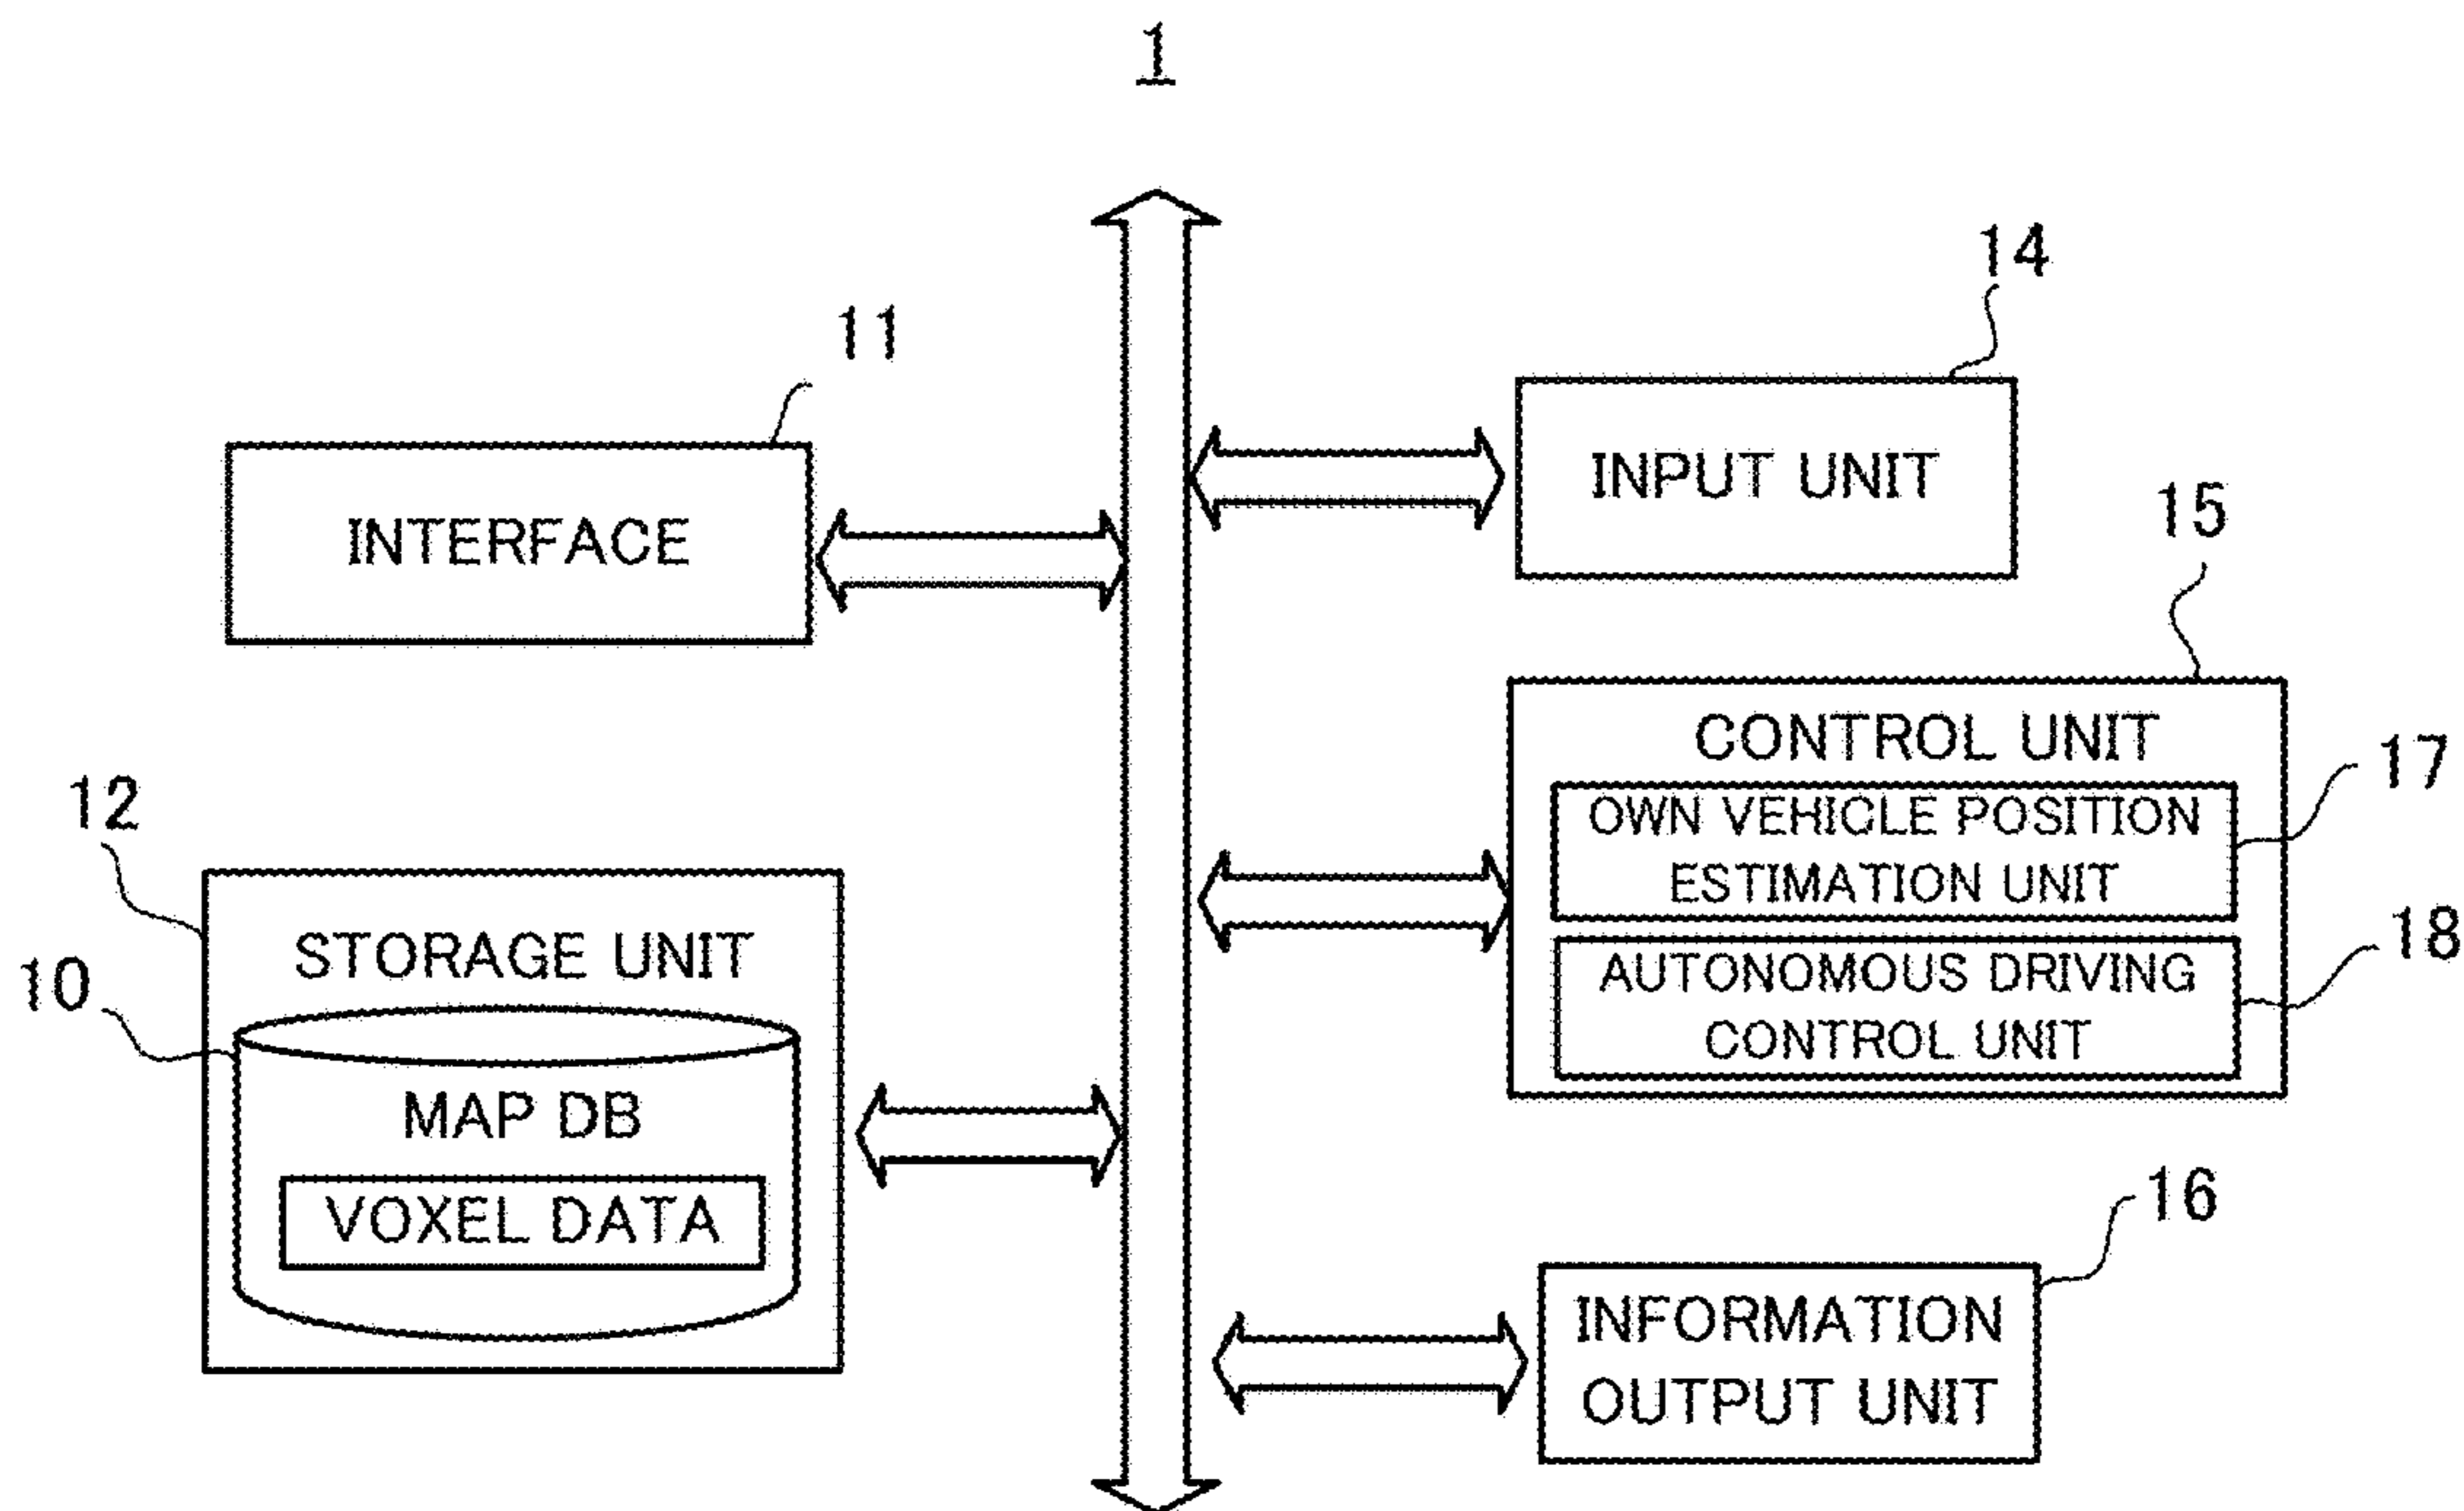 1
11
INTERFACE
12
10
STORAGE UNIT
MAP DB
VOXEL DATA
14
INPUT UNIT
15
CONTROL UNIT
17
OWN VEHICLE POSITION
ESTIMATION UNIT
18
AUTONOMOUS DRIVING
CONTROL UNIT
16
INFORMATION
OUTPUT UNIT